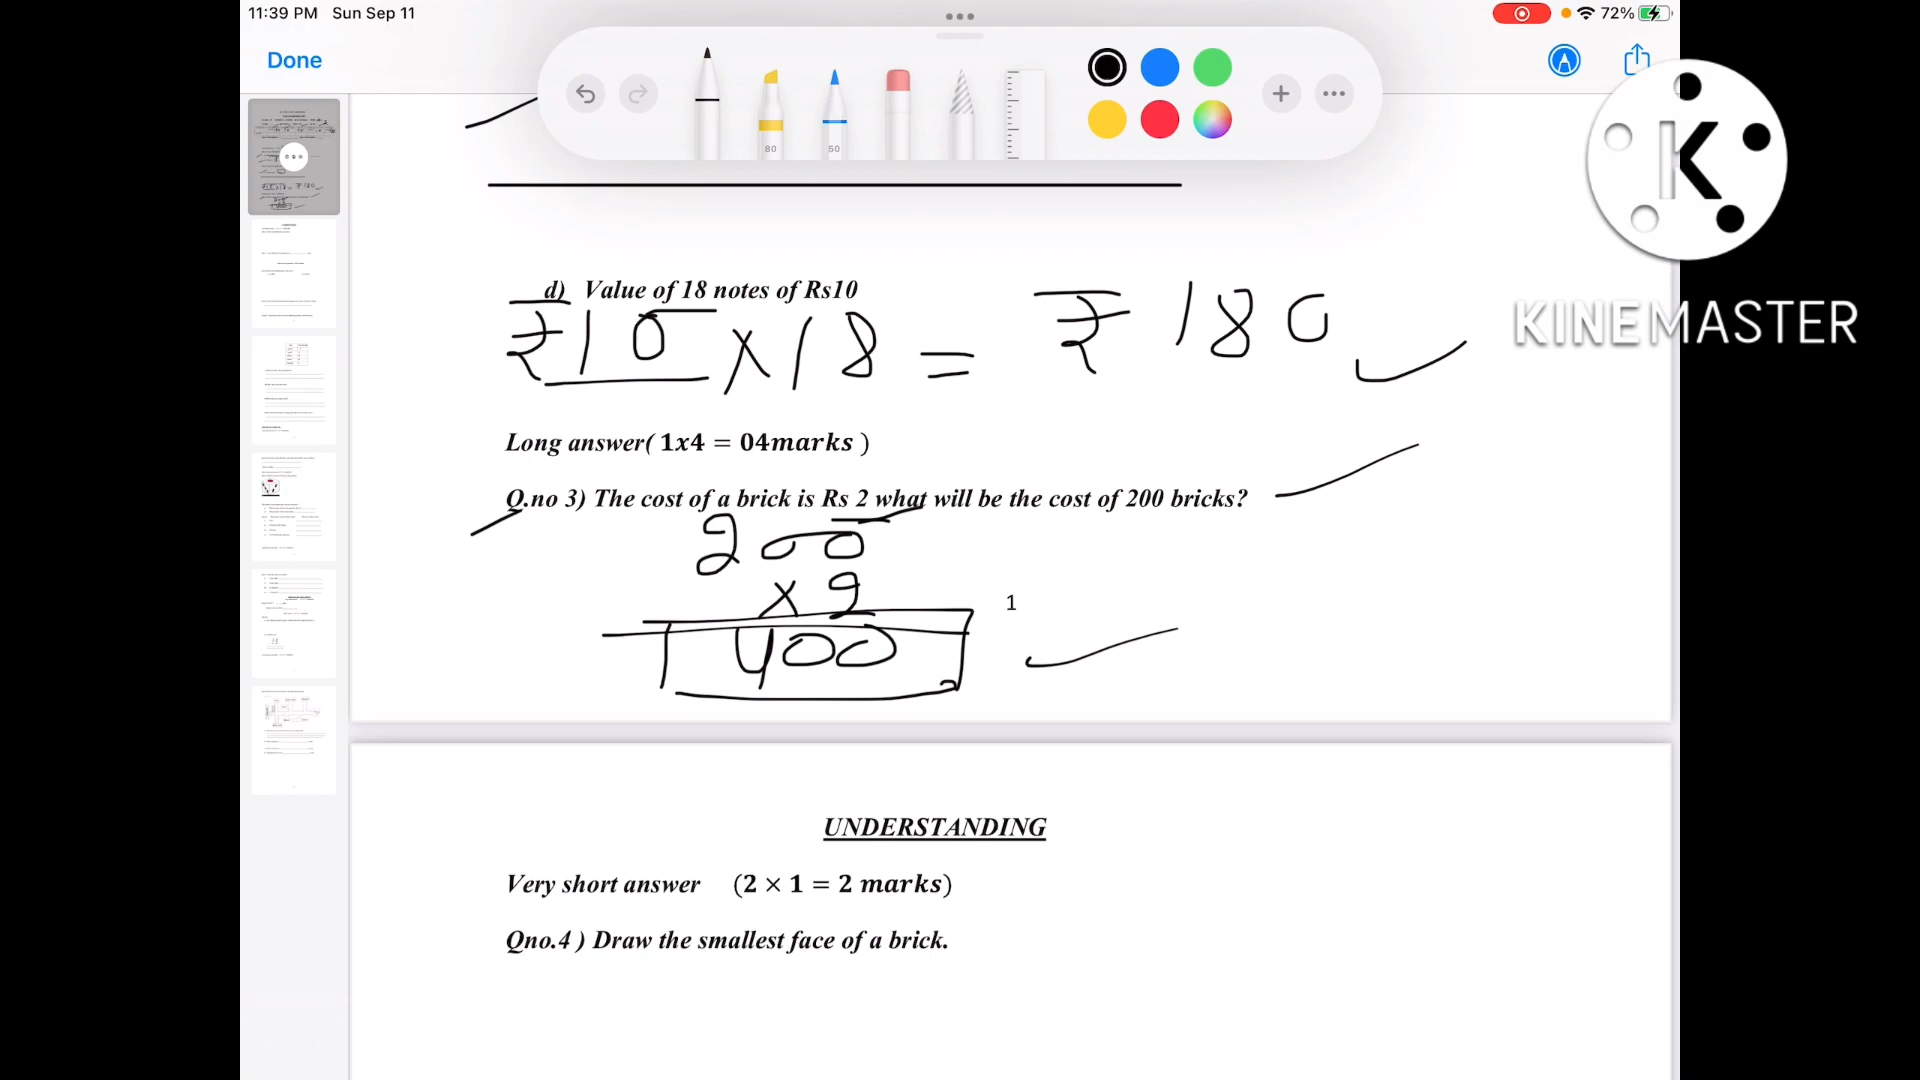 11:39 PM Sun Sep 11
72%
Done
80
50
K
KINEMASTER
d) Value of 18 notes of Rs10
₹10 × 18 = ₹ 180
Long answer( 1x4 = 04marks )
Q.no 3) The cost of a brick is Rs 2 what will be the cost of 200 bricks?
200
× 2
400
1
UNDERSTANDING
Very short answer (2 × 1 = 2 marks)
Qno.4 ) Draw the smallest face of a brick.